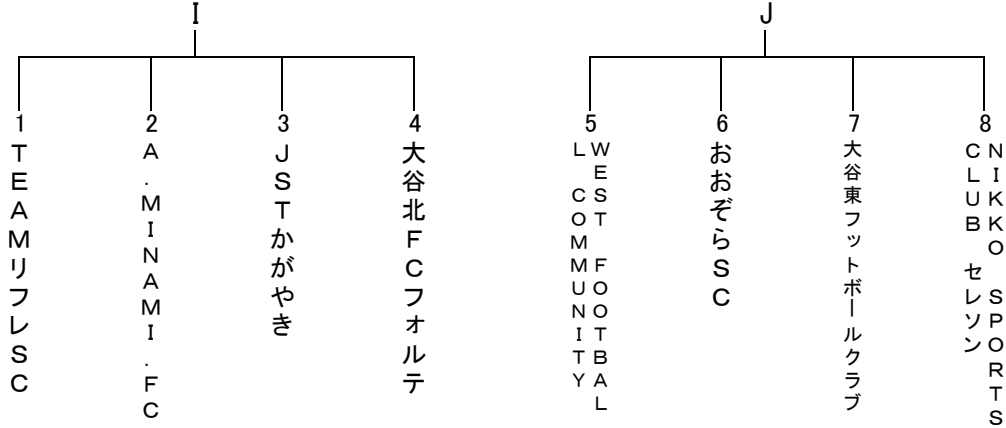 I
J
1
2
3
4
5
6
7
8
TEAMリフレSC
A.MINAMI.FC
JSTかがやき
大谷北FCフォルテ
WEST FOOTBAL
L COMMUNITY
おおぞらSC
大谷東フットボールクラブ
NIKKO SPORTS
CLUB セレソン